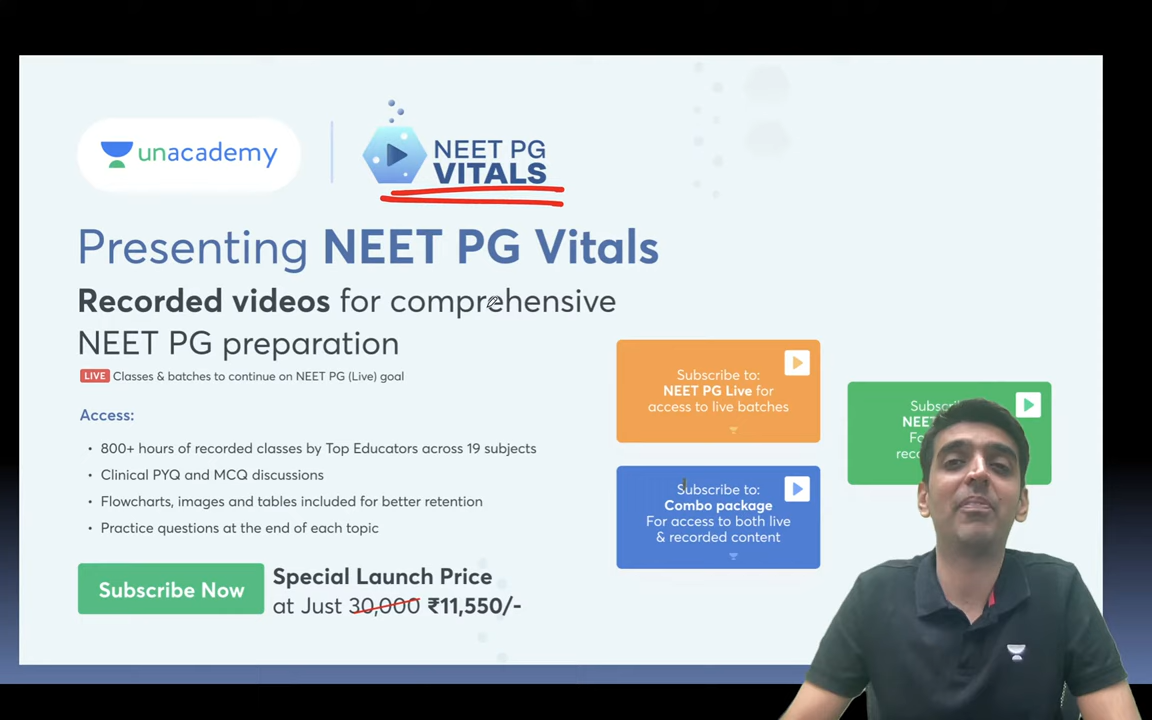 unacademy
NEET PG
VITALS
Presenting NEET PG Vitals
Recorded videos for comprehensive
NEET PG preparation
LIVE Classes & batches to continue on NEET PG (Live) goal
Access:
• 800+ hours of recorded classes by Top Educators across 19 subjects
• Clinical PYQ and MCQ discussions
• Flowcharts, images and tables included for better retention
• Practice questions at the end of each topic
Subscribe Now
Special Launch Price
at Just 30,000 ₹11,550/-
Subscribe to:
NEET PG Live for
access to live batches
Subscribe to:
Combo package
For access to both live
& recorded content
NEET